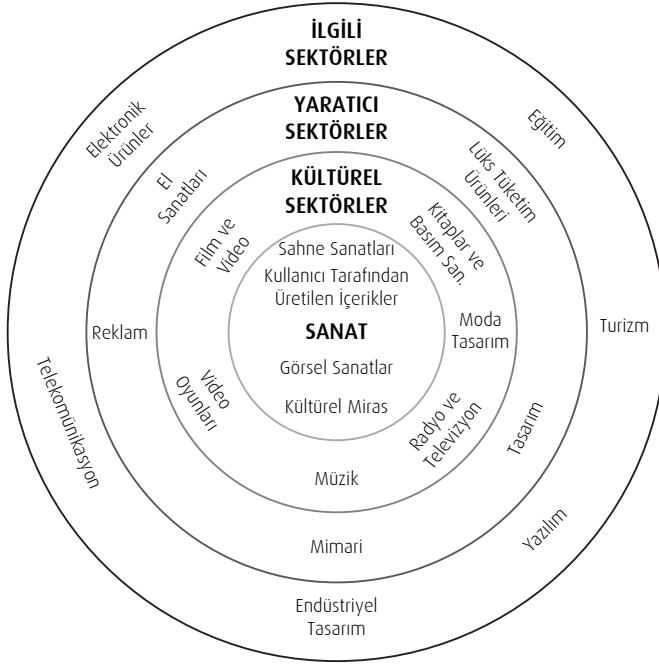 İLGİLİ
SEKTÖRLER
Elektronik
Ürünler
Eğitim
Telekomünikasyon
Turizm
Yazılım
Endüstriyel
Tasarım
YARATICI
SEKTÖRLER
El
Sanatları
Lüks Tüketim
Ürünleri
Reklam
Tasarım
Mimari
KÜLTÜREL
SEKTÖRLER
Film ve
Video
Kitaplar ve
Basım San.
Moda
Tasarım
Video
Oyunları
Radyo ve
Televizyon
Müzik
Sahne Sanatları
Kullanıcı Tarafından
Üretilen İçerikler
SANAT
Görsel Sanatlar
Kültürel Miras